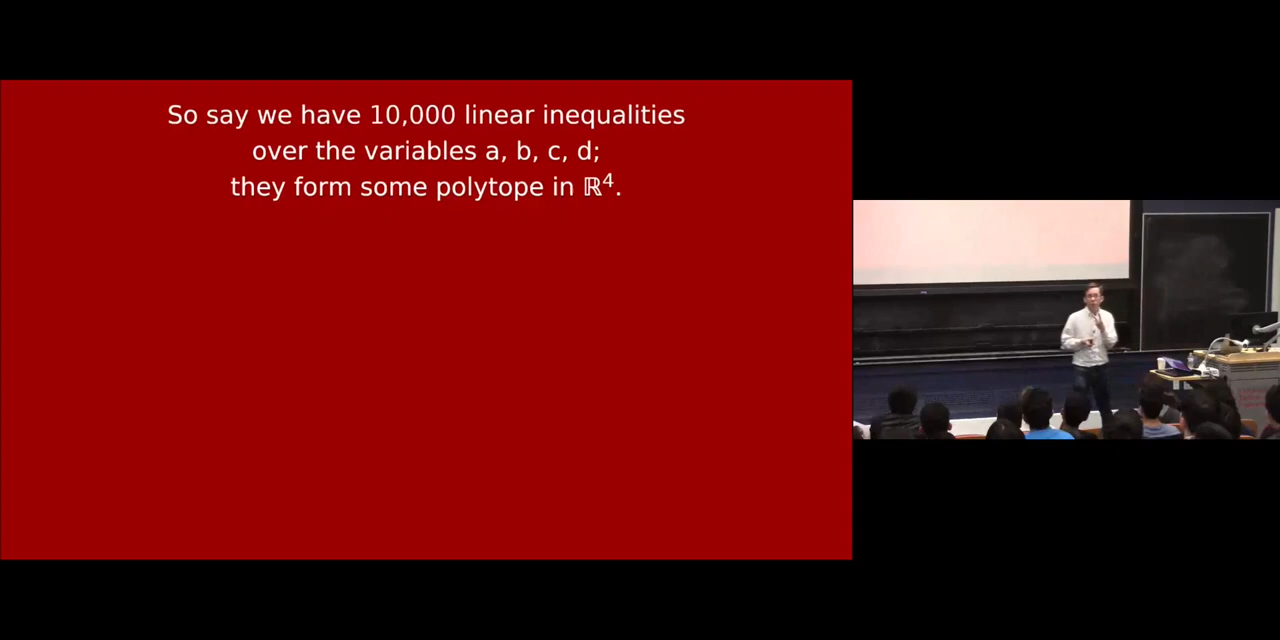 So say we have 10,000 linear inequalities
over the variables a, b, c, d;
they form some polytope in ℝ⁴.